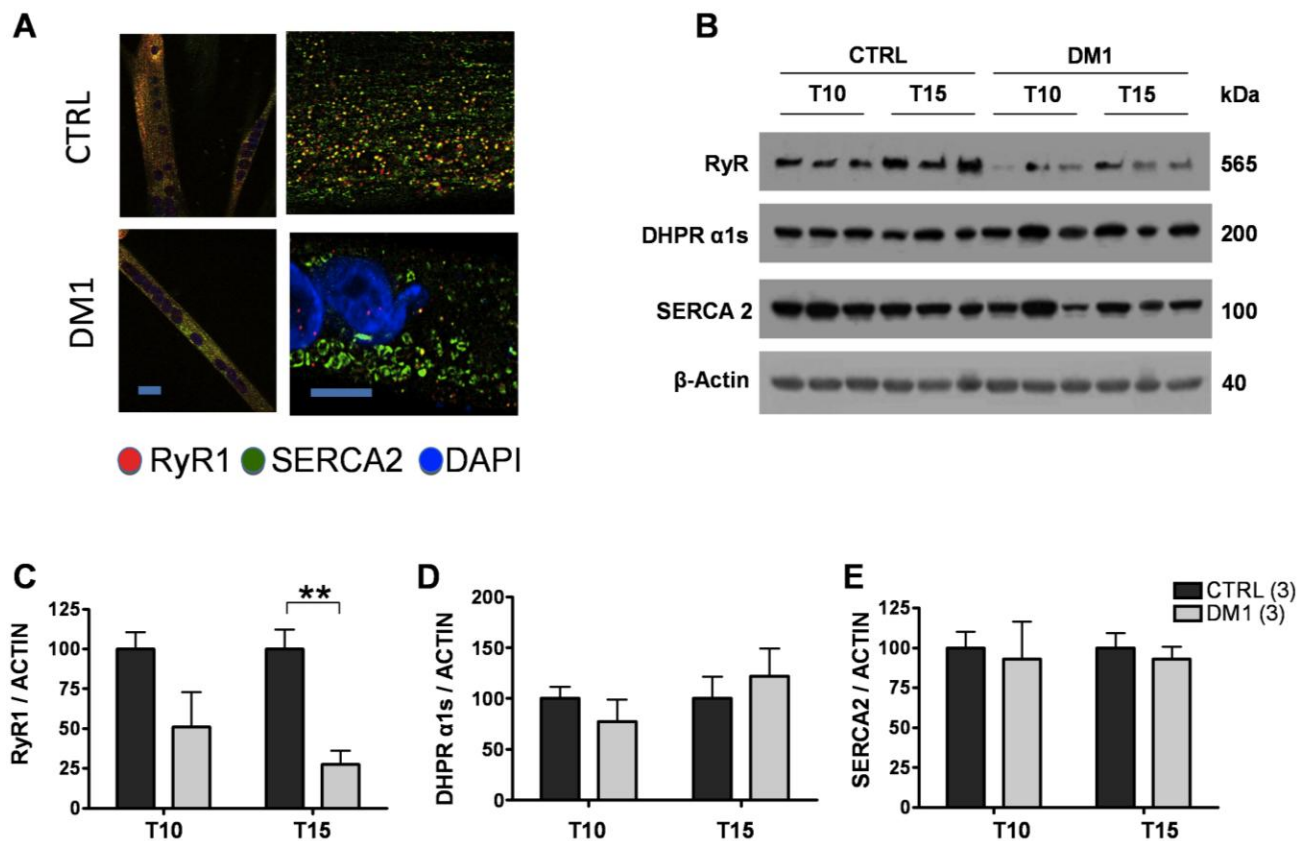 A
CTRL
DM1
RyR1 SERCA2 DAPI
B
CTRL DM1
T10 T15 T10 T15 kDa
RyR 565
DHPR α1s 200
SERCA 2 100
β-Actin 40
C
**
RyR1 / ACTIN
125
100
75
50
25
0
T10 T15
D
DHPR α1s / ACTIN
200
150
100
50
0
T10 T15
E
CTRL (3)
DM1 (3)
SERCA2 / ACTIN
125
100
75
50
25
0
T10 T15